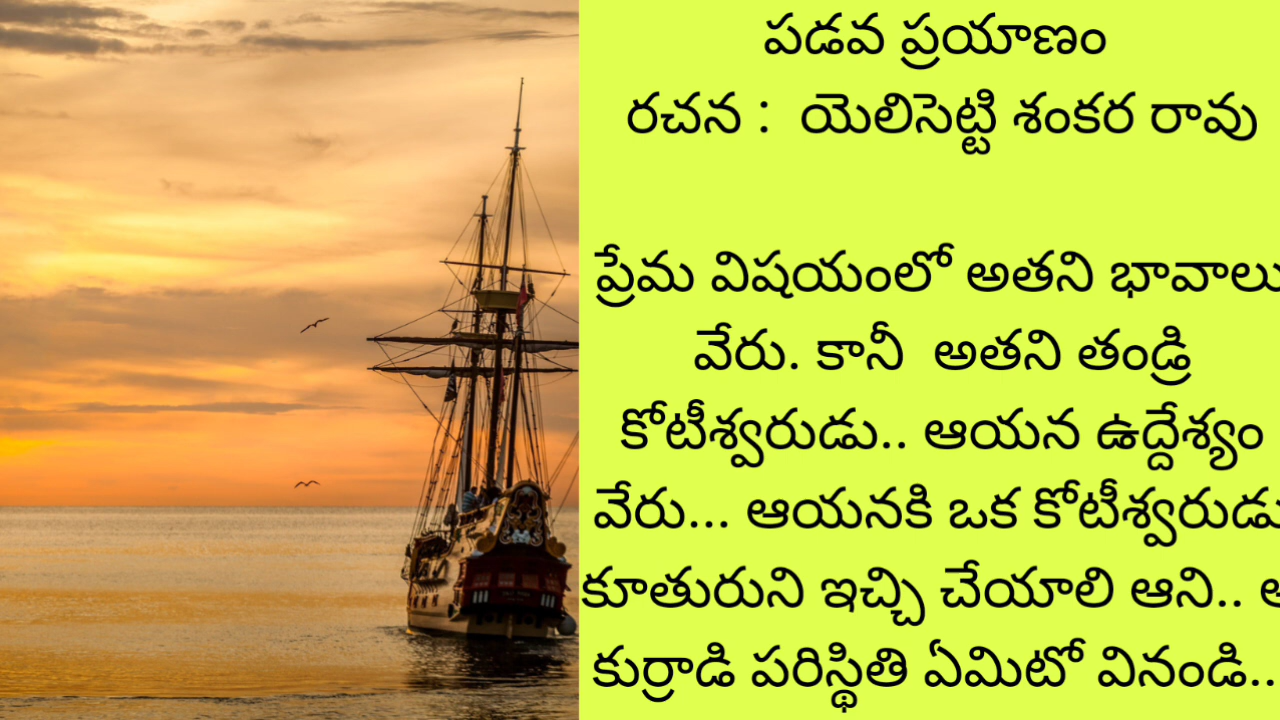 పడవ ప్రయాణం
రచన : యెలిసెట్టి శంకర రావు
ప్రేమ విషయంలో అతని భావాలు
వేరు. కానీ అతని తండ్రి
కోటీశ్వరుడు.. ఆయన ఉద్దేశ్యం
వేరు... ఆయనకి ఒక కోటీశ్వరుడు
కూతురుని ఇచ్చి చేయాలి ఆని..
కుర్రాడి పరిస్థితి ఏమిటో వినండి..